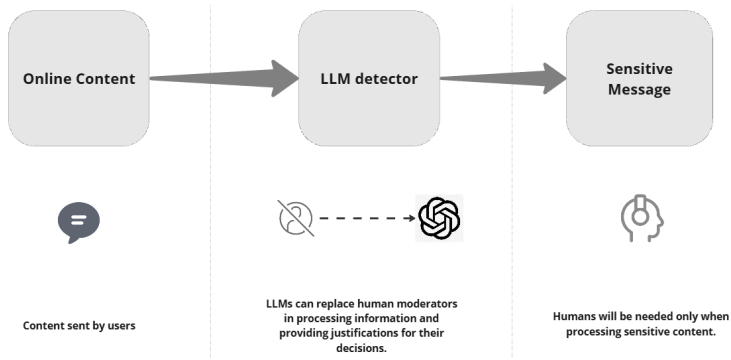 Online Content
LLM detector
Sensitive
Message
Content sent by users
LLMs can replace human moderators
in processing information and
providing justifications for their
decisions.
Humans will be needed only when
processing sensitive content.